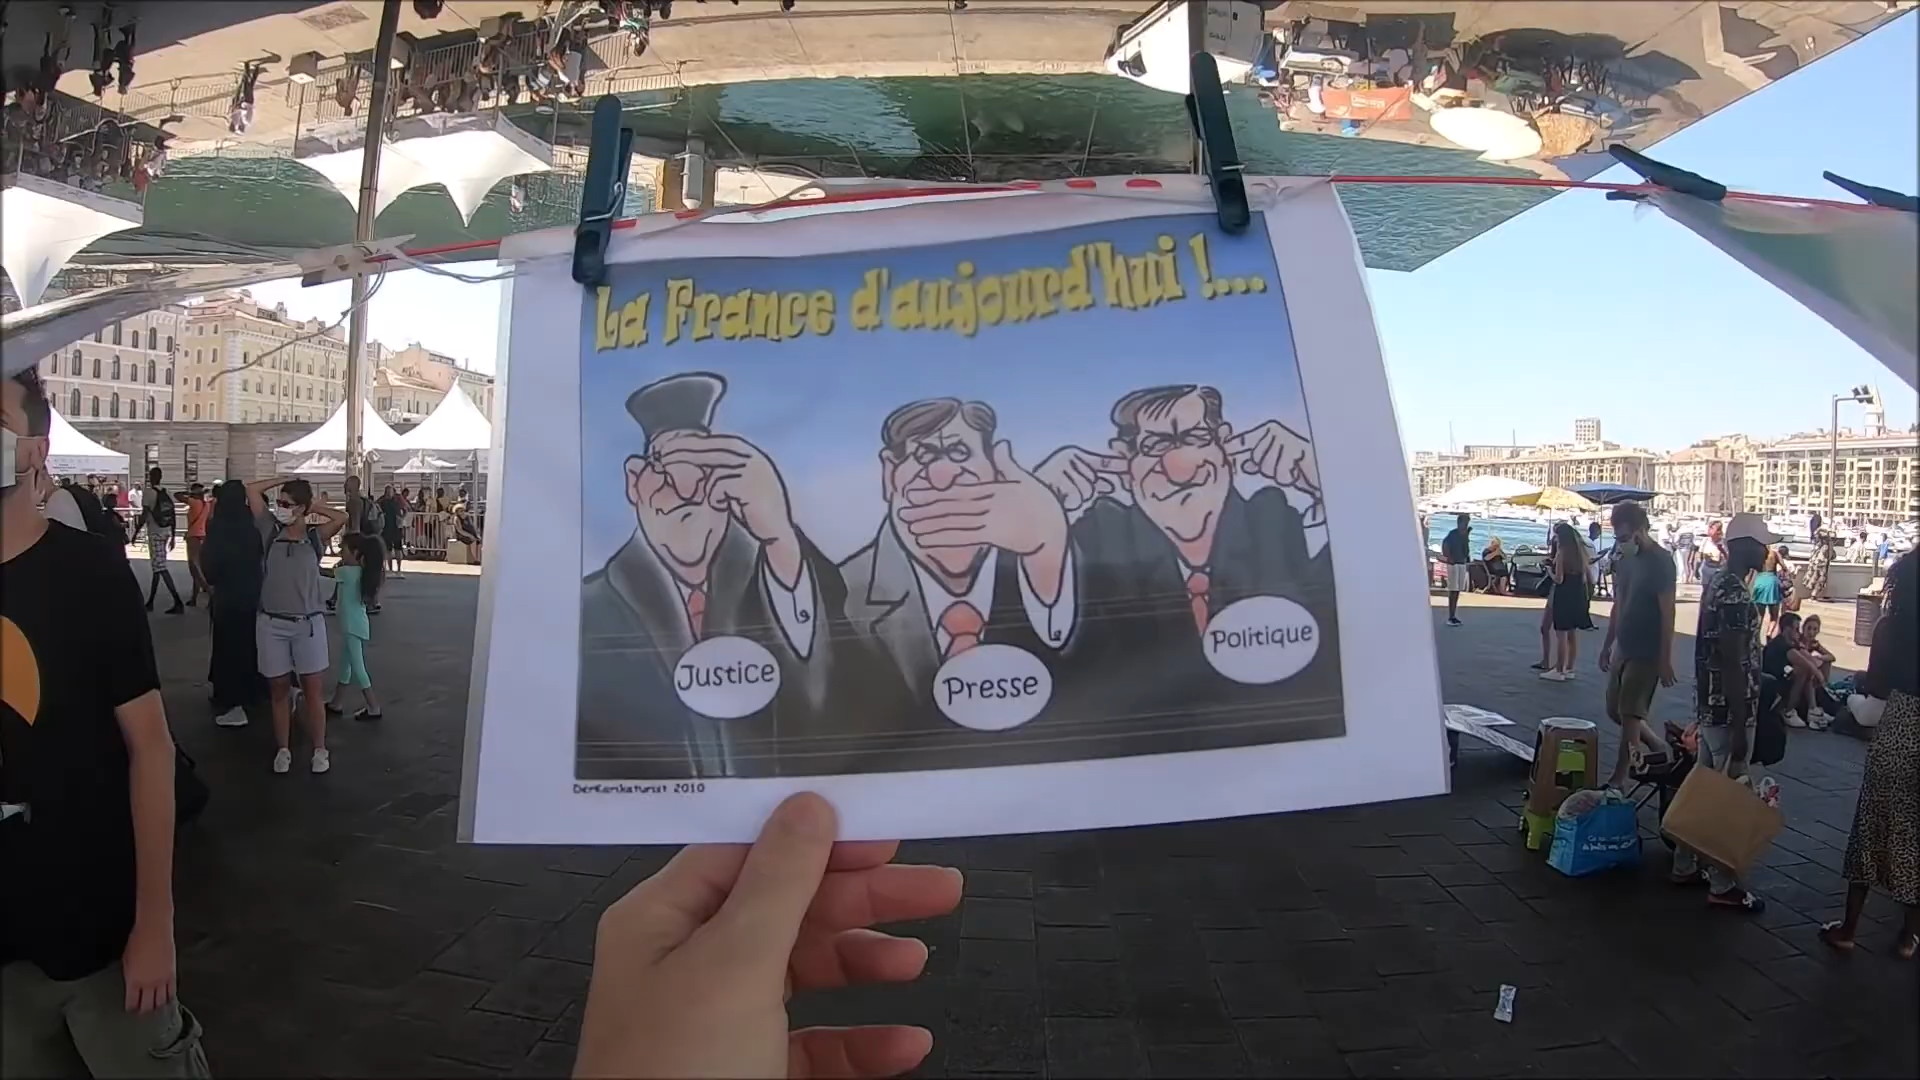 La France d'aujourd'hui !...
Justice
Presse
Politique
DerKarikaturist 2010